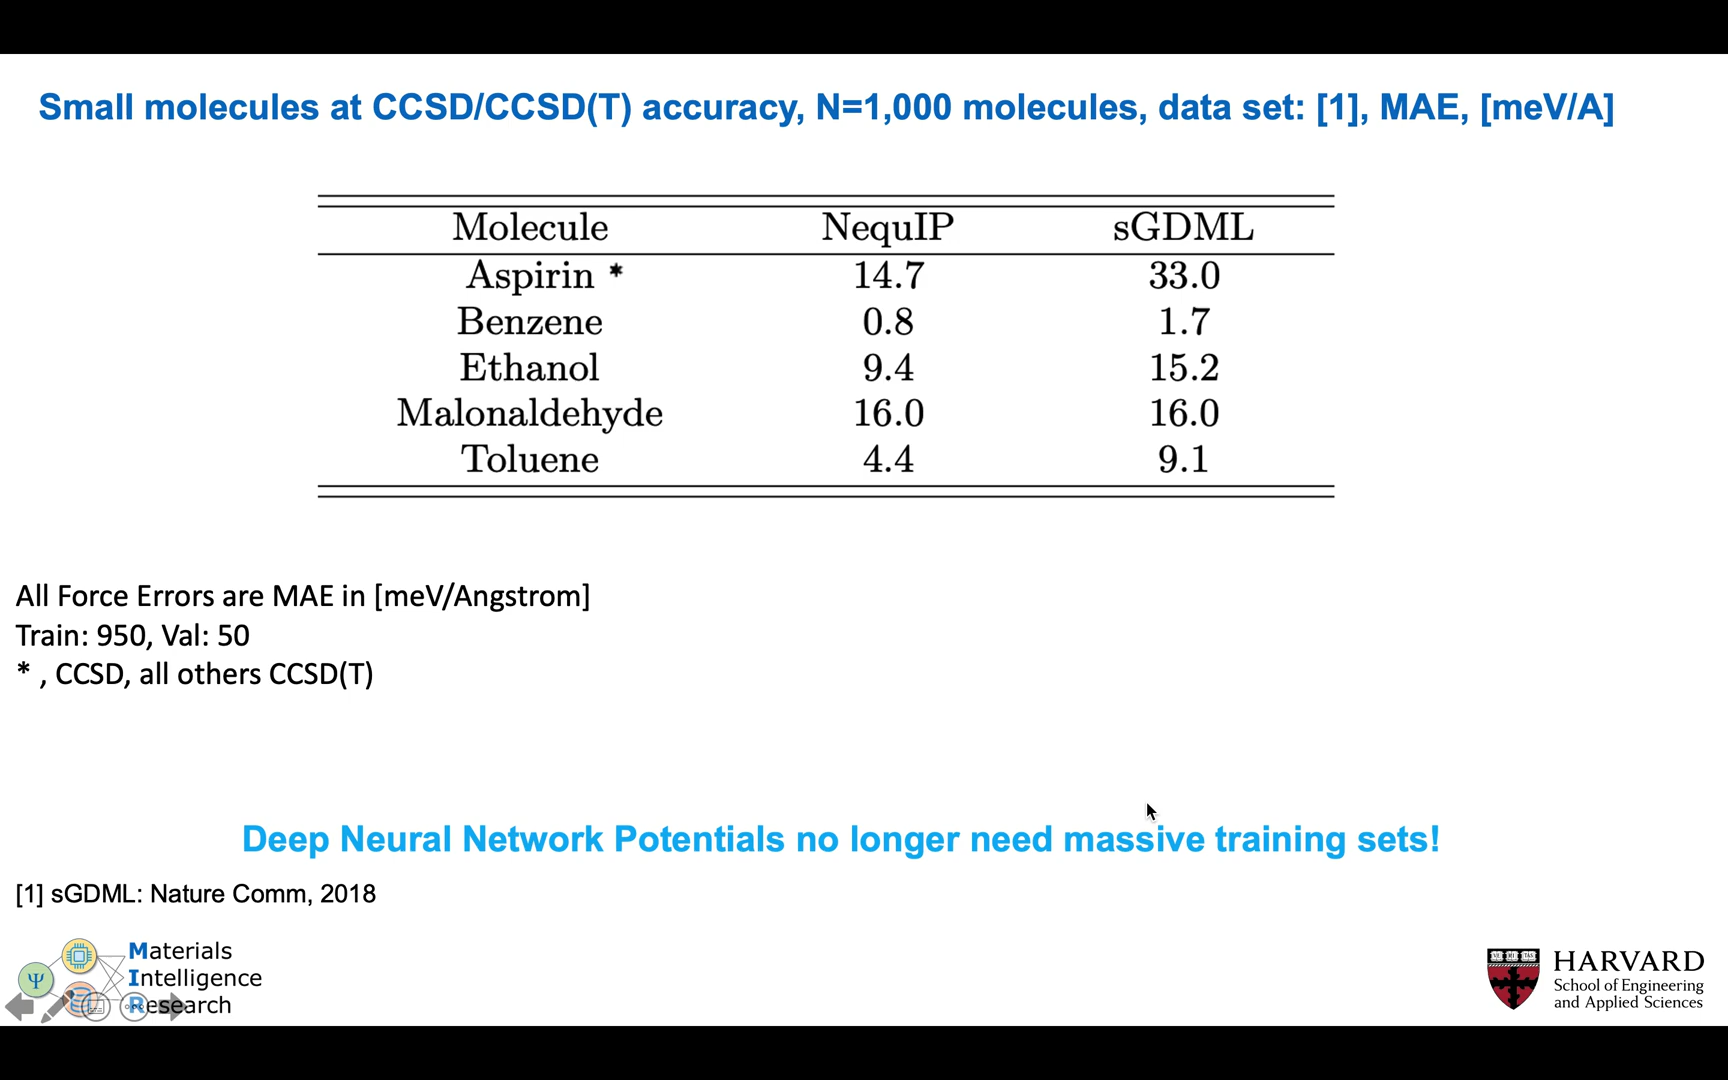 Small molecules at CCSD/CCSD(T) accuracy, N=1,000 molecules, data set: [1], MAE, [meV/A]
Molecule NequIP sGDML
Aspirin * 14.7 33.0
Benzene 0.8 1.7
Ethanol 9.4 15.2
Malonaldehyde 16.0 16.0
Toluene 4.4 9.1
All Force Errors are MAE in [meV/Angstrom]
Train: 950, Val: 50
* , CCSD, all others CCSD(T)
Deep Neural Network Potentials no longer need massive training sets!
[1] sGDML: Nature Comm, 2018
Ψ
Materials
Intelligence
Research
HARVARD
School of Engineering
and Applied Sciences